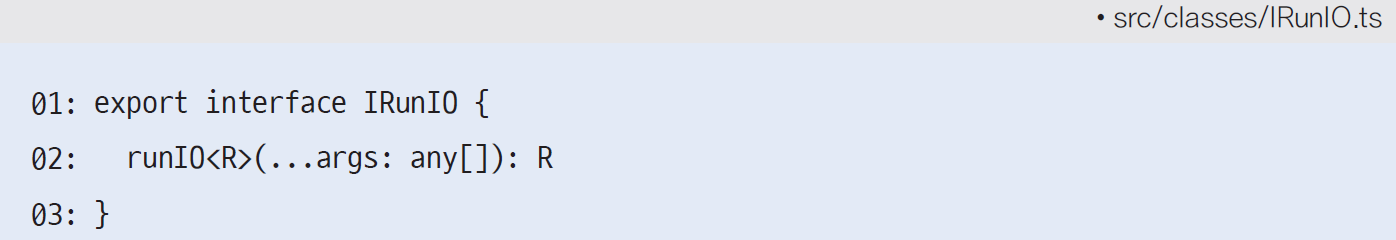 • src/classes/IRunIO.ts
01: export interface IRunIO {
02:   runIO<R>(...args: any[]): R
03: }